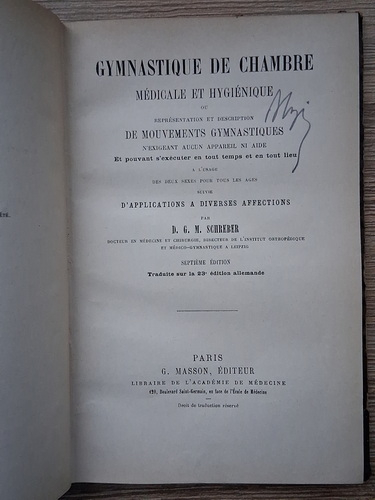 GYMNASTIQUE DE CHAMBRE
MÉDICALE ET HYGIÉNIQUE
OU
REPRÉSENTATION ET DESCRIPTION
DE MOUVEMENTS GYMNASTIQUES
N'EXIGEANT AUCUN APPAREIL NI AIDE
Et pouvant s'exécuter en tout temps et en tout lieu
A L'USAGE
DES DEUX SEXES POUR TOUS LES AGES
SUIVIE
D'APPLICATIONS A DIVERSES AFFECTIONS
PAR
D. G. M. SCHREBER
DOCTEUR EN MÉDECINE ET CHIRURGIE, DIRECTEUR DE L'INSTITUT ORTHOPÉDIQUE
ET MÉDICO-GYMNASTIQUE A LEIPZIG
SEPTIÈME ÉDITION
Traduite sur la 23e édition allemande
PARIS
G. MASSON, ÉDITEUR
LIBRAIRE DE L'ACADÉMIE DE MÉDECINE
120, Boulevard Saint-Germain, en face de l'École de Médecine
Droit de traduction réservé